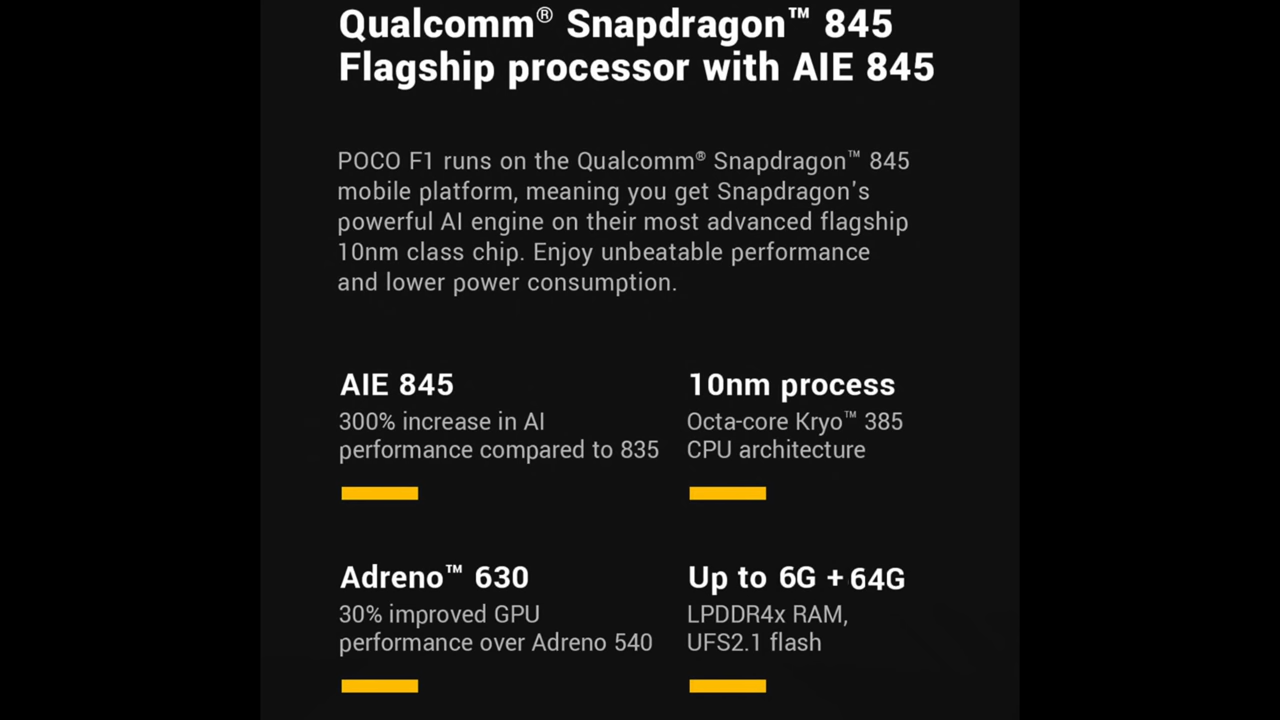 Qualcomm® Snapdragon™ 845
Flagship processor with AIE 845
POCO F1 runs on the Qualcomm® Snapdragon™ 845
mobile platform, meaning you get Snapdragon's
powerful AI engine on their most advanced flagship
10nm class chip. Enjoy unbeatable performance
and lower power consumption.
AIE 845
300% increase in AI
performance compared to 835
10nm process
Octa-core Kryo™ 385
CPU architecture
Adreno™ 630
30% improved GPU
performance over Adreno 540
Up to 6G + 64G
LPDDR4x RAM,
UFS2.1 flash